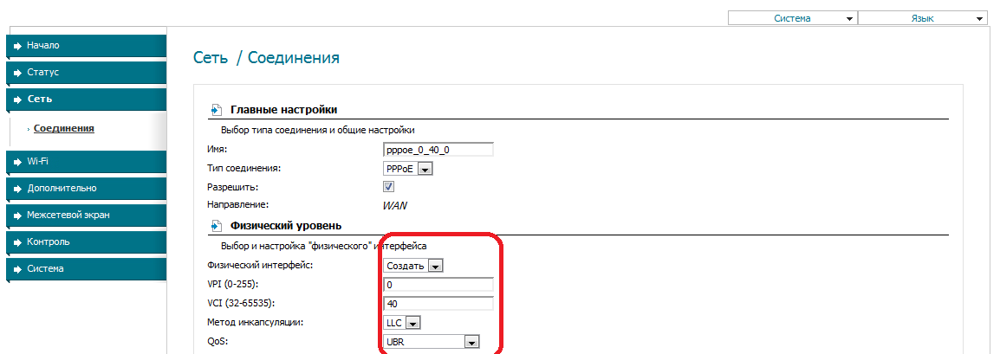 Система Язык
Начало
Статус
Сеть
Соединения
Wi-Fi
Дополнительно
Межсетевой экран
Контроль
Система
Сеть / Соединения
Главные настройки
Выбор типа соединения и общие настройки
Имя: pppoe_0_40_0
Тип соединения: PPPoE
Разрешить:
Направление: WAN
Физический уровень
Выбор и настройка "физического" интерфейса
Физический интерфейс: Создать
VPI (0-255): 0
VCI (32-65535): 40
Метод инкапсуляции: LLC
QoS: UBR